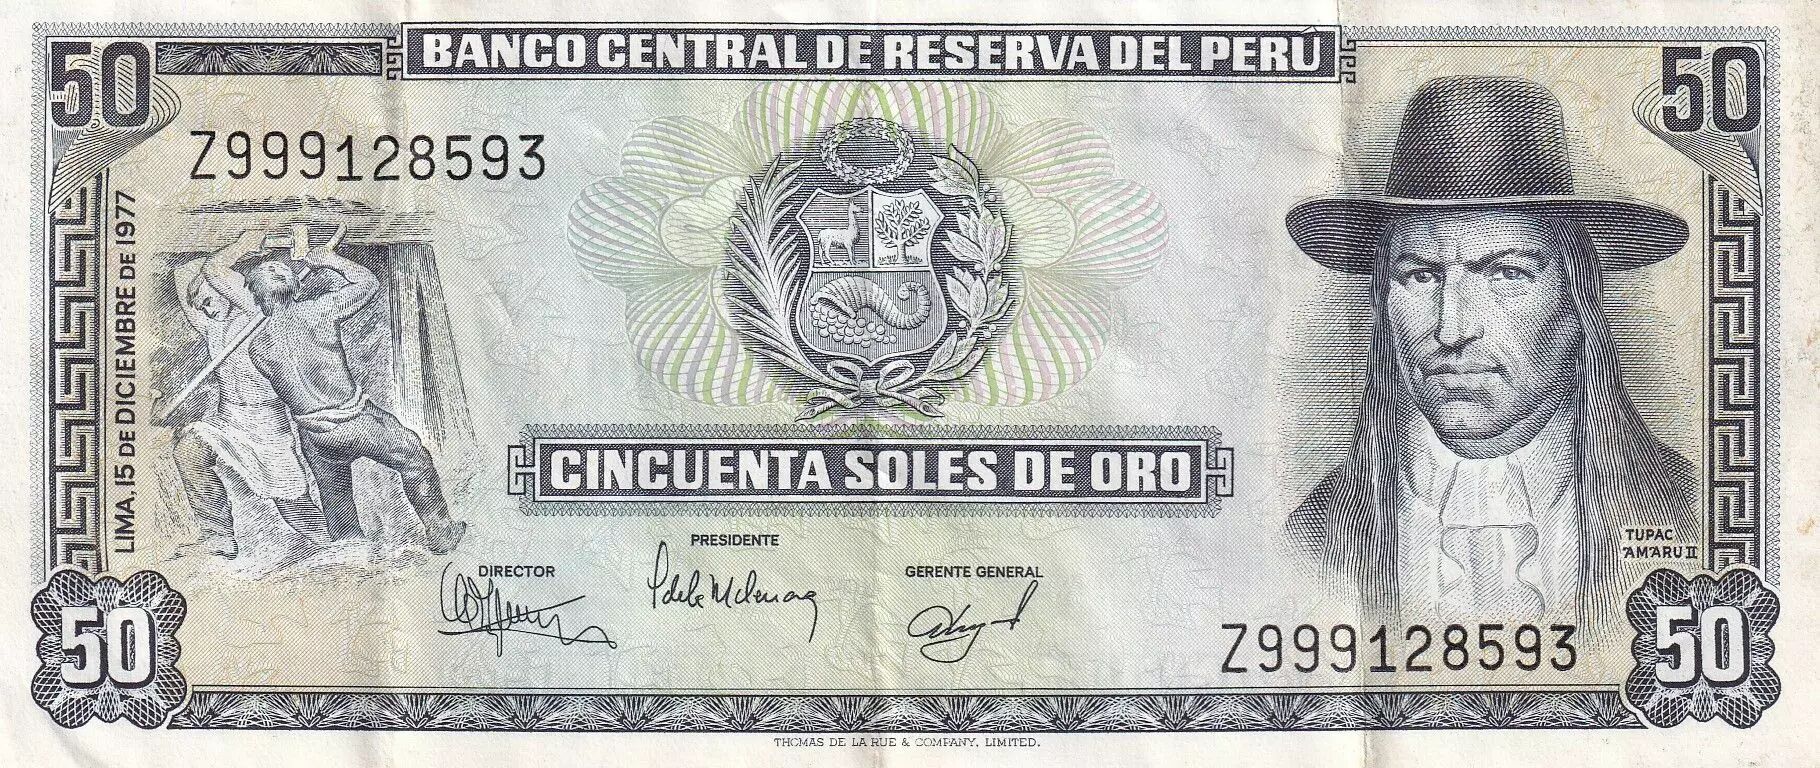 50
BANCO CENTRAL DE RESERVA DEL PERÚ
50
Z999128593
LIMA, 15 DE DICIEMBRE DE 1977
CINCUENTA SOLES DE ORO
TUPAC
AMARU II
PRESIDENTE
DIRECTOR
GERENTE GENERAL
Z999128593
50
50
THOMAS DE LA RUE & COMPANY, LIMITED.